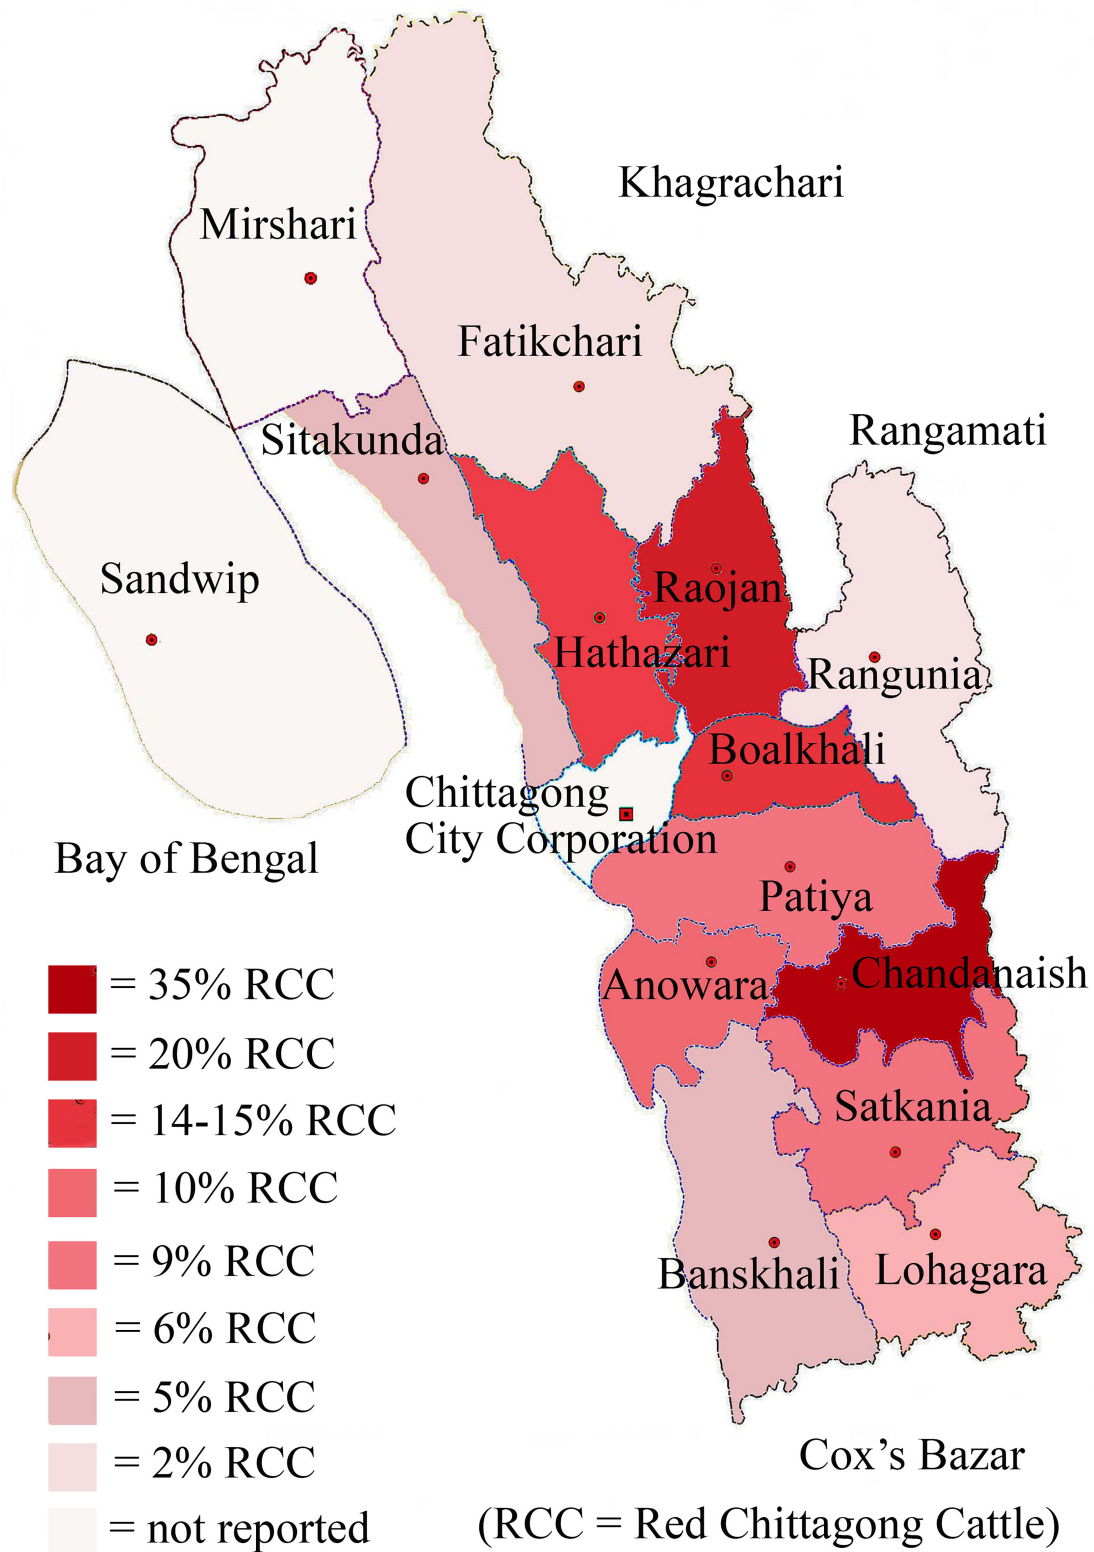 Khagrachari
Mirshari
Fatikchari
Rangamati
Sitakunda
Sandwip
Raojan
Hathazari
Rangunia
Boalkhali
Chittagong
City Corporation
Bay of Bengal
Patiya
Chandanaish
Anowara
Satkania
Banskhali
Lohagara
= 35% RCC
= 20% RCC
= 14-15% RCC
= 10% RCC
= 9% RCC
= 6% RCC
= 5% RCC
= 2% RCC
= not reported
Cox's Bazar
(RCC = Red Chittagong Cattle)